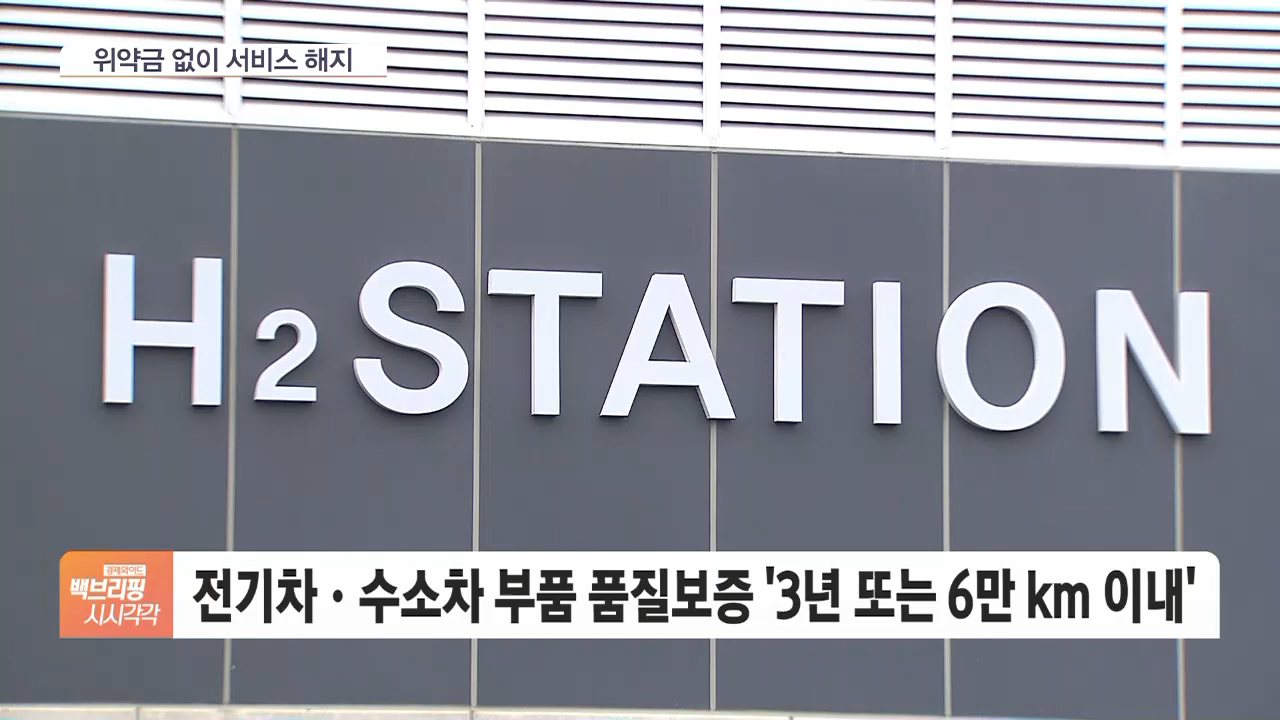 위약금 없이 서비스 해지
H2STATION
경제와이드
백브리핑
시시각각
전기차·수소차 부품 품질보증 '3년 또는 6만 km 이내'